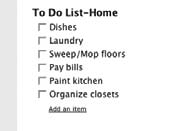 To Do List-Home
Dishes
Laundry
Sweep/Mop floors
Pay bills
Paint kitchen
Organize closets
Add an item